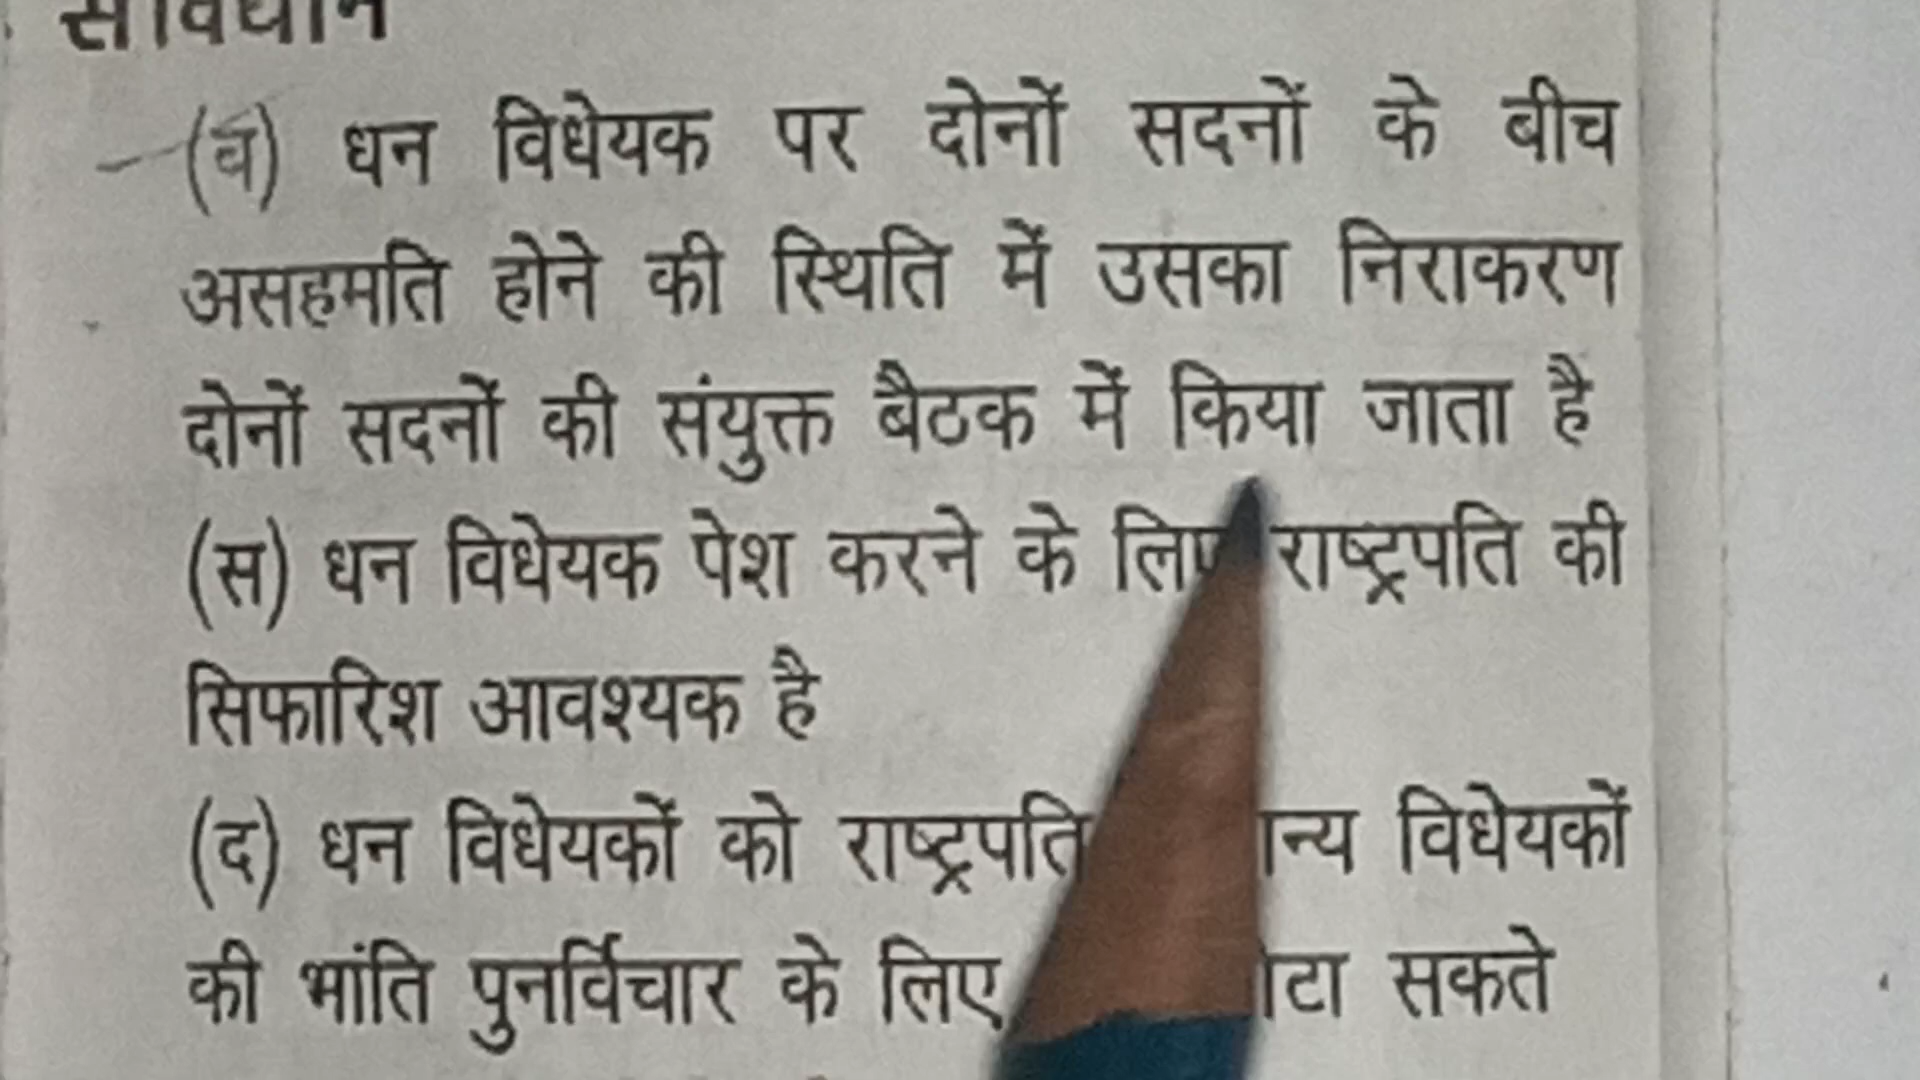 संविधान
(ब) धन विधेयक पर दोनों सदनों के बीच
असहमति होने की स्थिति में उसका निराकरण
दोनों सदनों की संयुक्त बैठक में किया जाता है
(स) धन विधेयक पेश करने के लिए राष्ट्रपति की
सिफारिश आवश्यक है
(द) धन विधेयकों को राष्ट्रपति विधेयकों
की भांति पुनर्विचार के लिए सकते